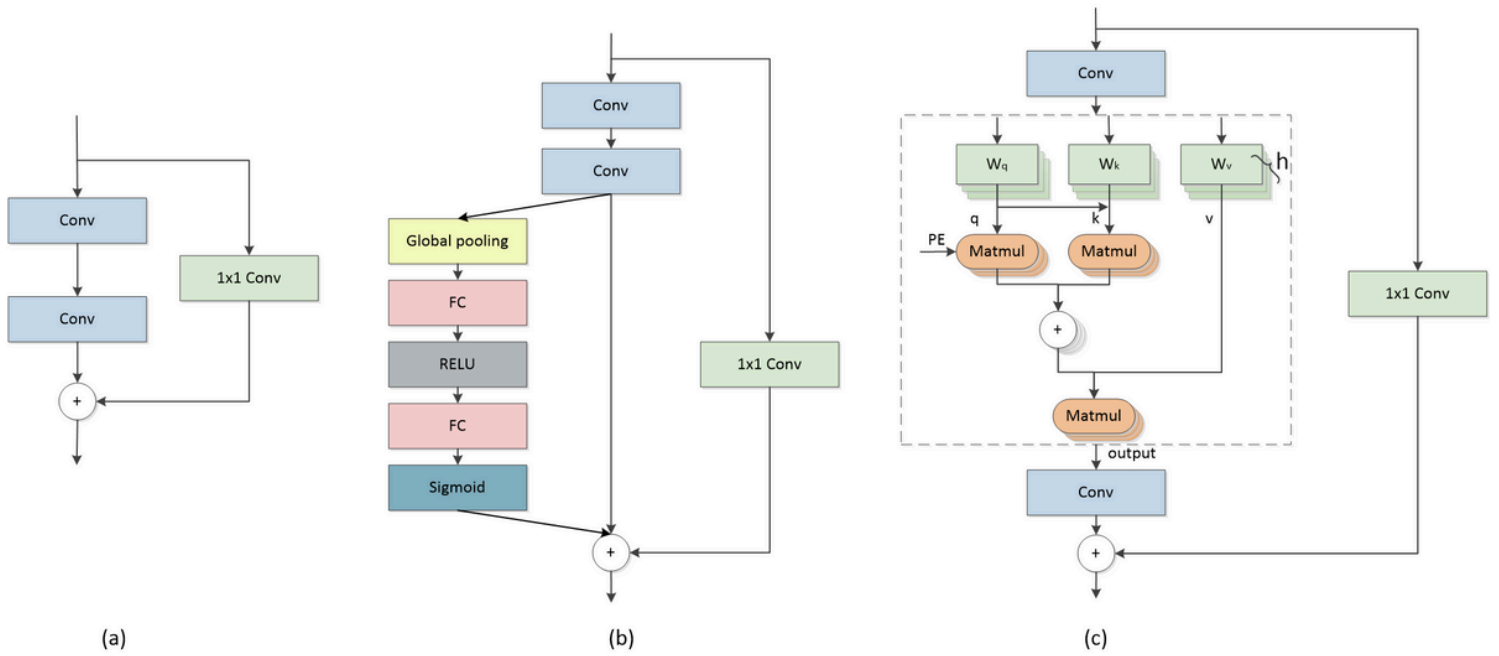 Conv
Conv
1x1 Conv
+
(a)
Conv
Conv
Global pooling
FC
RELU
FC
Sigmoid
1x1 Conv
+
(b)
Conv
Wq
Wk
Wv
h
q
k
v
PE
Matmul
Matmul
+
Matmul
output
Conv
1x1 Conv
+
(c)